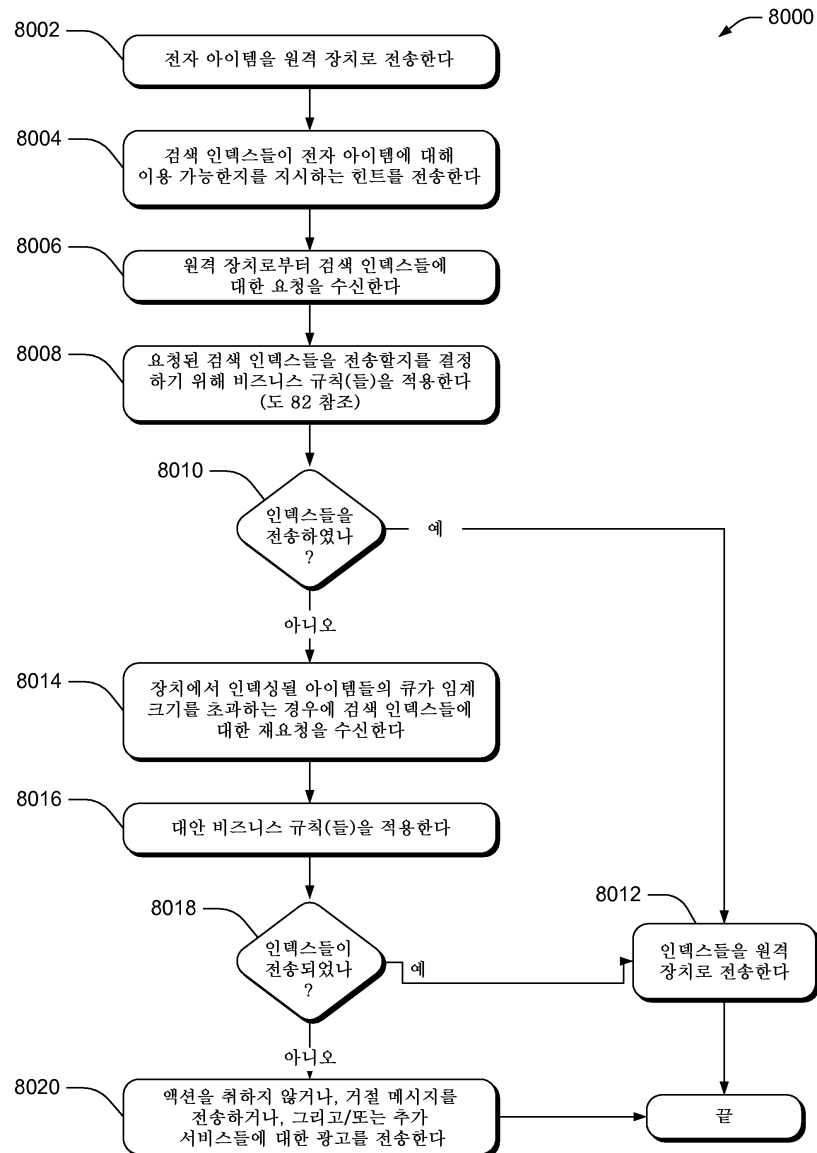 8000
8002
전자 아이템을 원격 장치로 전송한다
8004
검색 인덱스들이 전자 아이템에 대해
이용 가능한지를 지시하는 힌트를 전송한다
8006
원격 장치로부터 검색 인덱스들에
대한 요청을 수신한다
8008
요청된 검색 인덱스들을 전송할지를 결정
하기 위해 비즈니스 규칙(들)을 적용한다
(도 82 참조)
8010
인덱스들을
전송하였나
?
예
아니오
8014
장치에서 인덱싱될 아이템들의 큐가 임계
크기를 초과하는 경우에 검색 인덱스들에
대한 재요청을 수신한다
8016
대안 비즈니스 규칙(들)을 적용한다
8018
인덱스들이
전송되었나
?
예
8012
인덱스들을 원격
장치로 전송한다
아니오
8020
액션을 취하지 않거나, 거절 메시지를
전송하거나, 그리고/또는 추가
서비스들에 대한 광고를 전송한다
끝